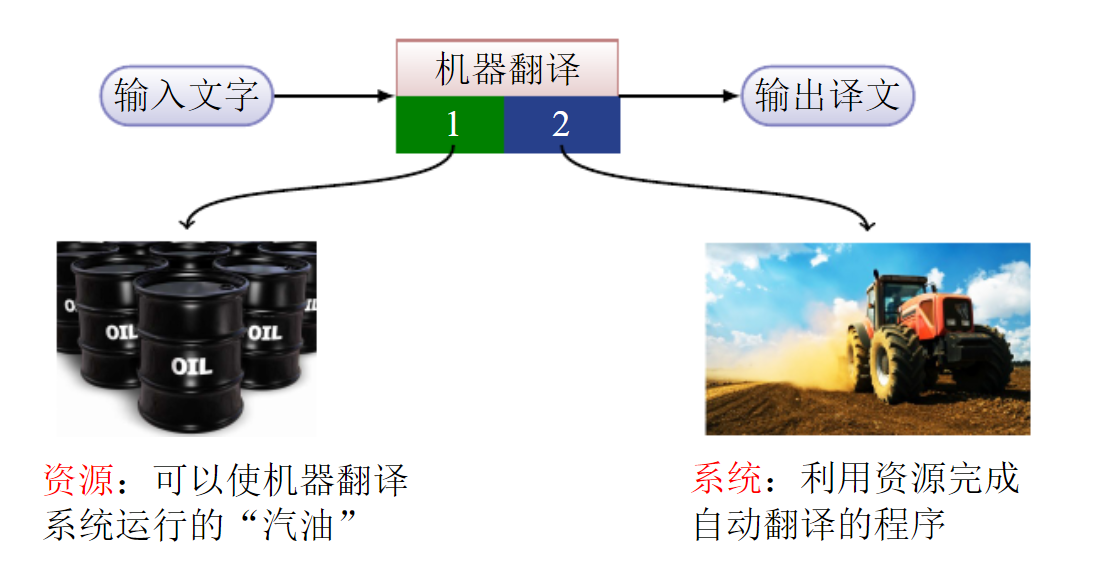 输入文字
机器翻译
输出译文
1
2
OIL
OIL
OIL
资源：可以使机器翻译
系统运行的“汽油”
系统：利用资源完成
自动翻译的程序